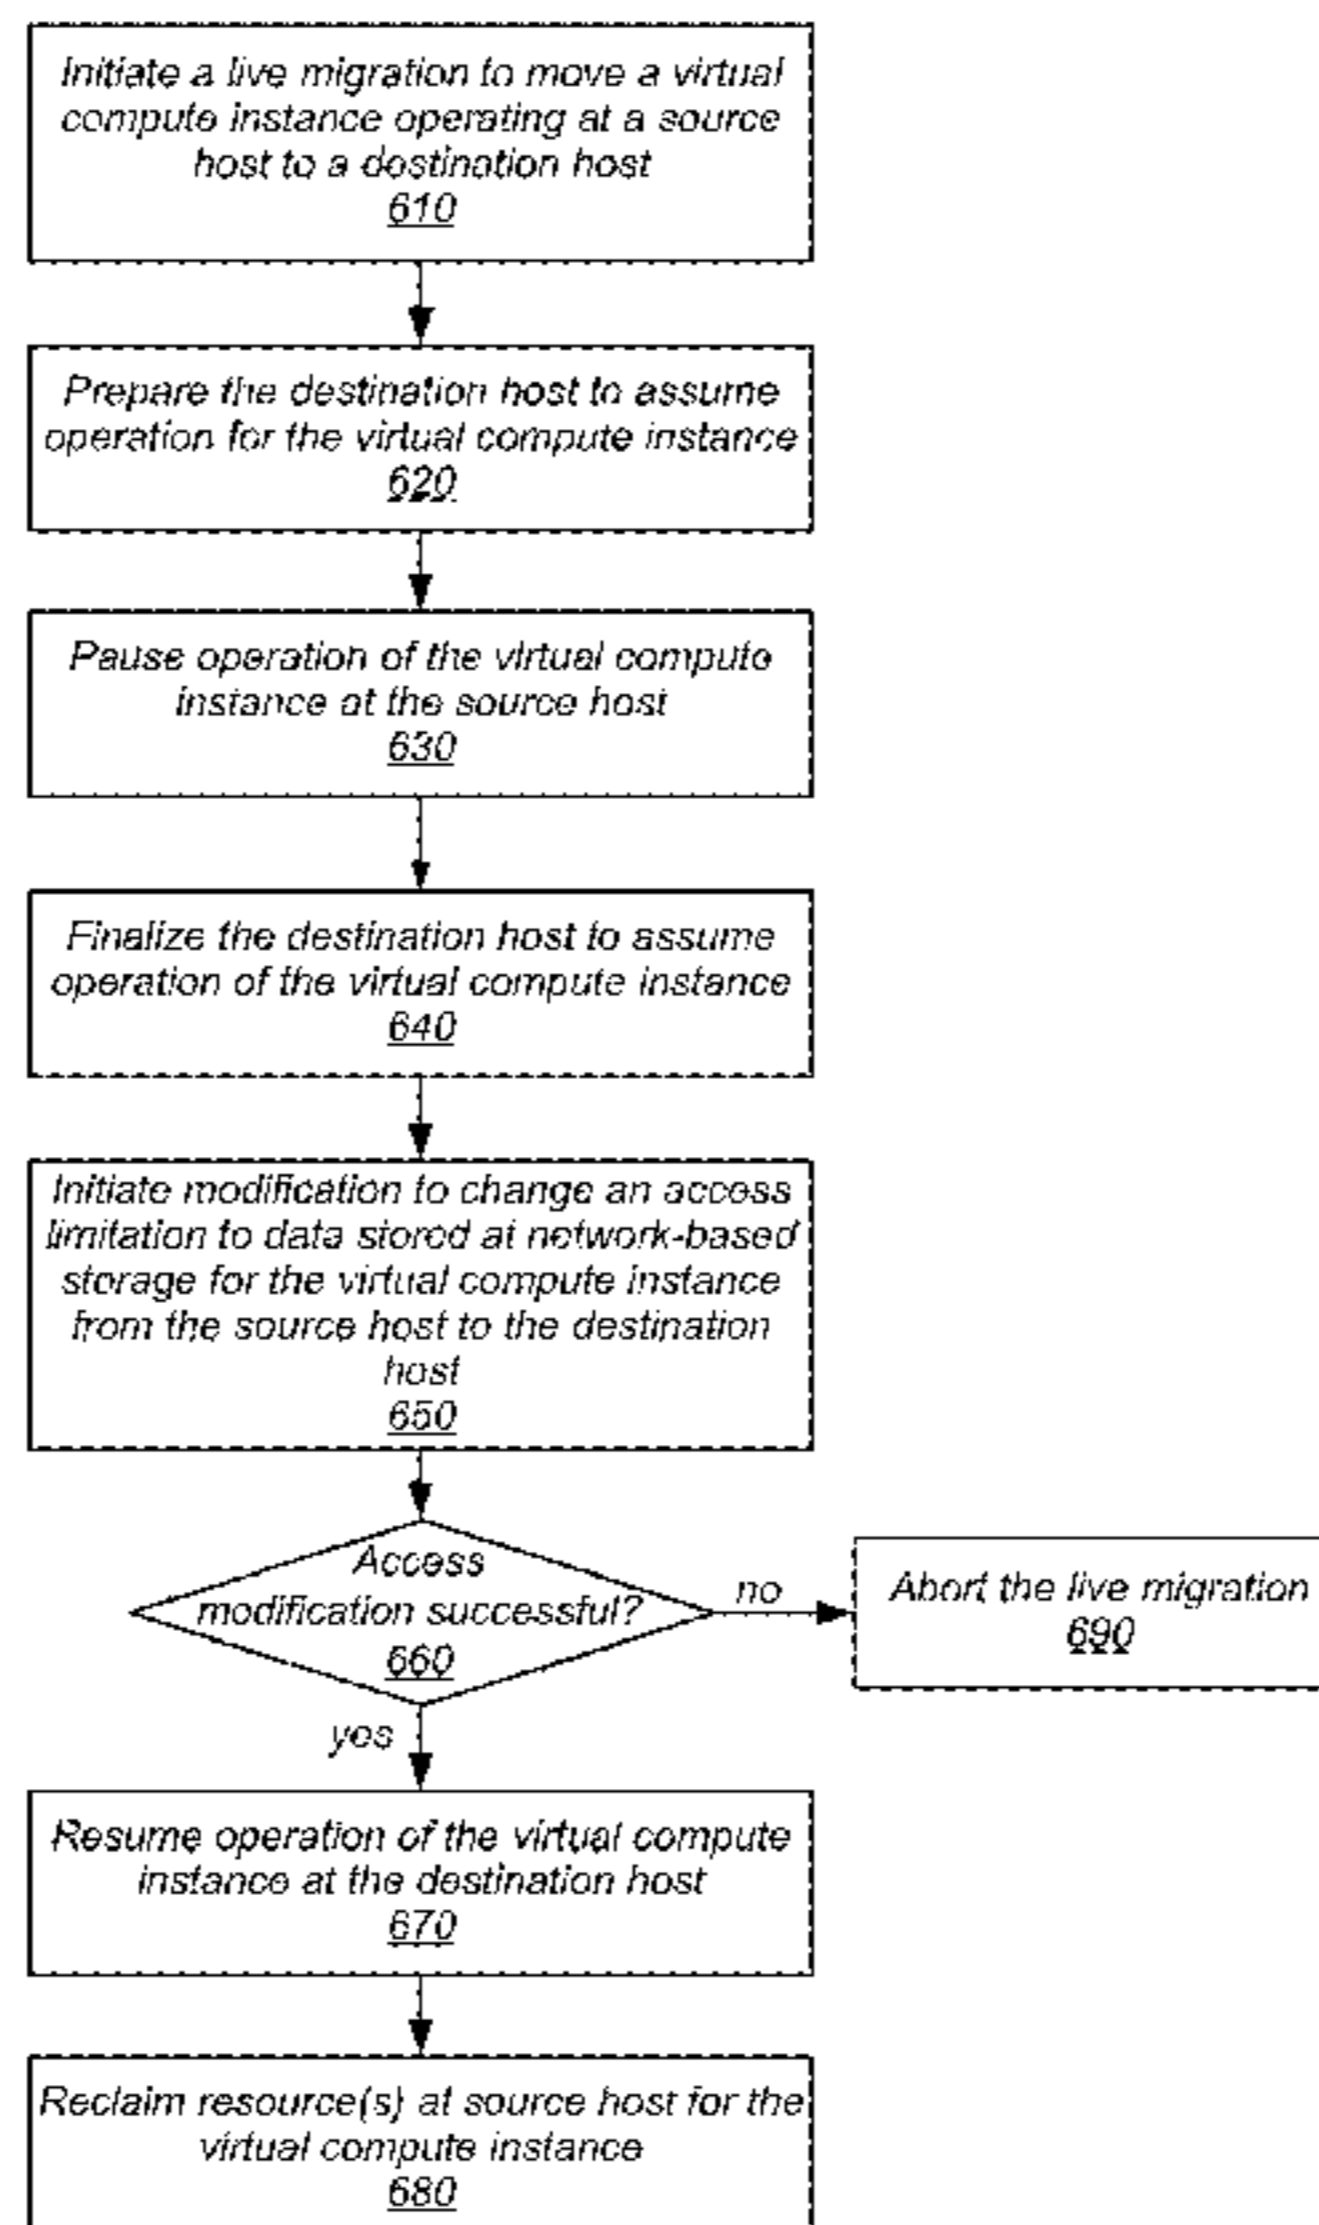 Initiate a live migration to move a virtual
compute instance operating at a source
host to a destination host
610
Prepare the destination host to assume
operation for the virtual compute instance
620
Pause operation of the virtual compute
instance at the source host
630
Finalize the destination host to assume
operation of the virtual compute instance
640
Initiate modification to change an access
limitation to data stored at network-based
storage for the virtual compute instance
from the source host to the destination
host
650
Access
modification successful?
660
no
Abort the live migration
690
yes
Resume operation of the virtual compute
instance at the destination host
670
Reclaim resource(s) at source host for the
virtual compute instance
680